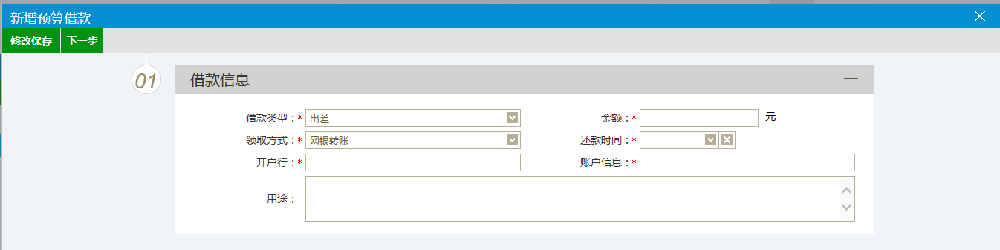 新增预算借款
修改保存 下一步
01 借款信息
借款类型：* 出差 金额：* 元
领取方式：* 网银转账 还款时间：*
开户行：* 账户信息：*
用途：